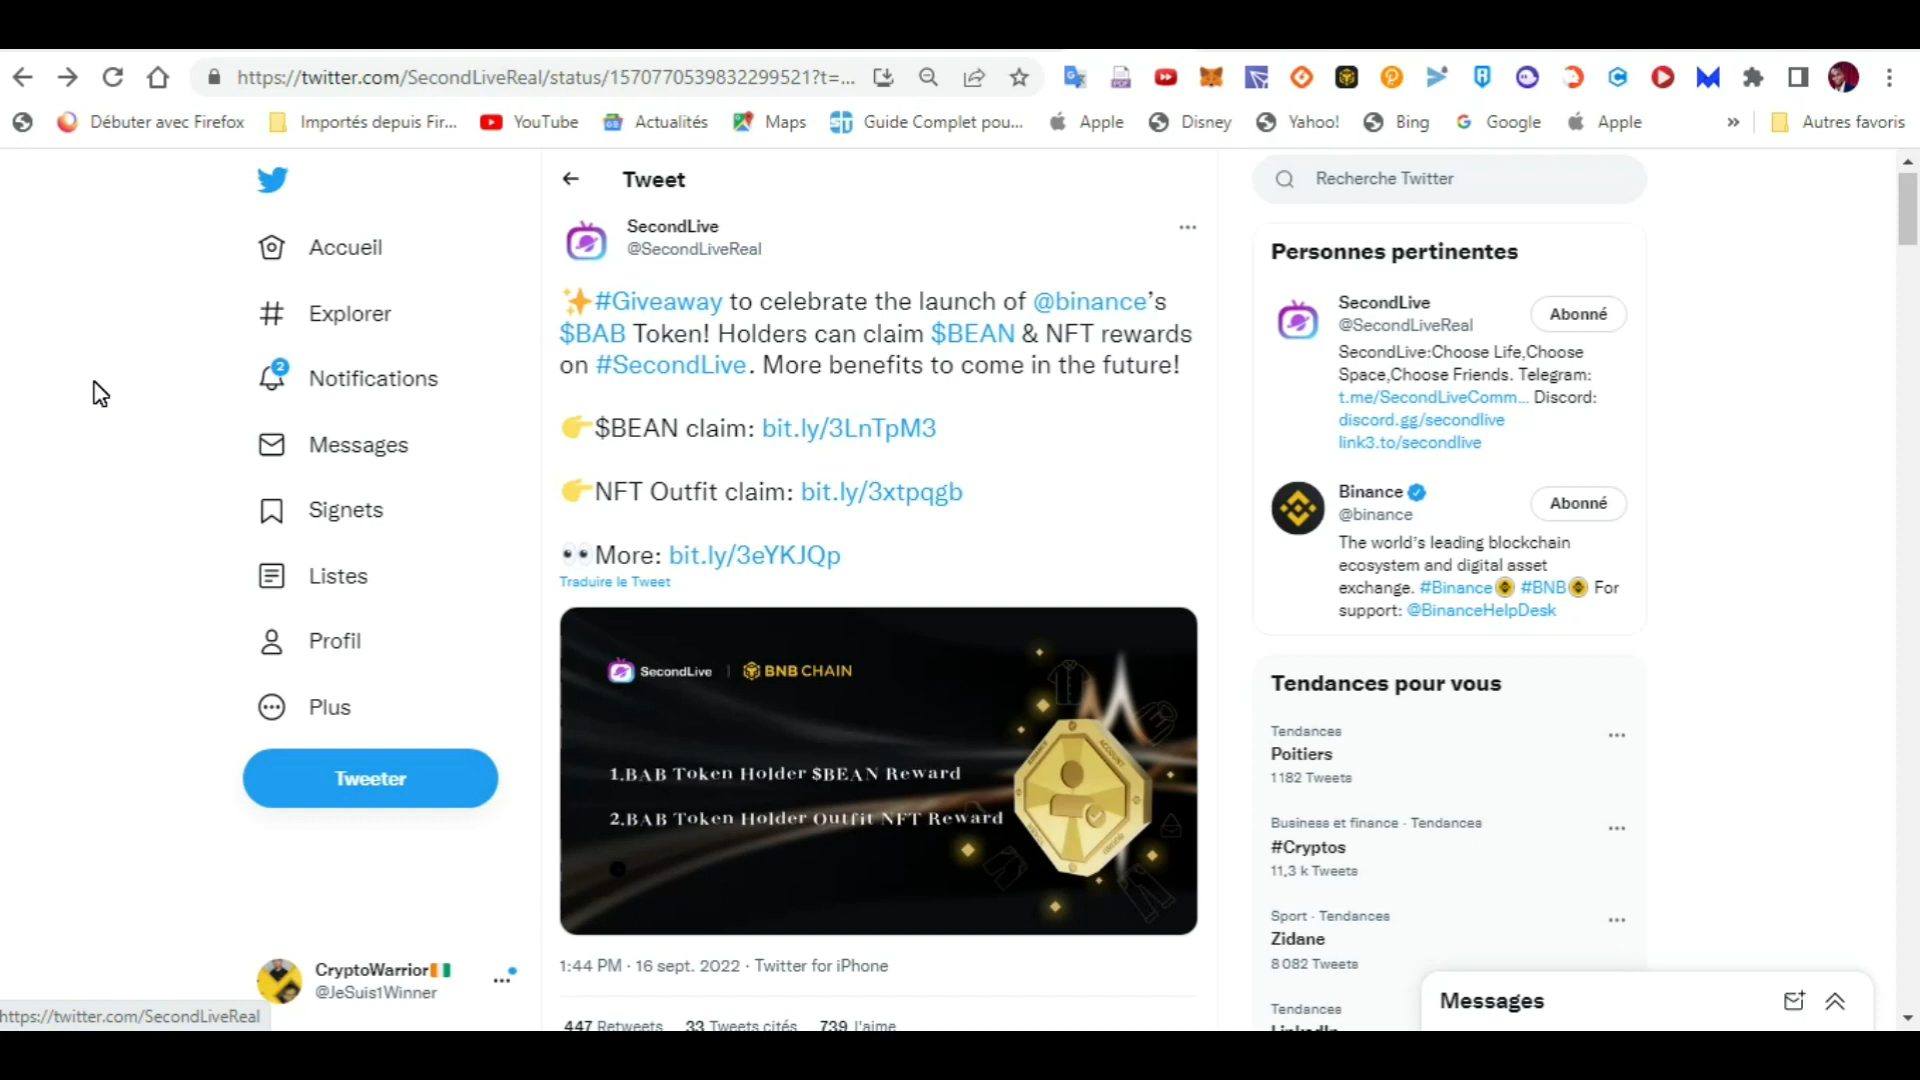 https://twitter.com/SecondLiveReal/status/1570770539832299521?t=...
Débuter avec Firefox
Importés depuis Fir...
YouTube
Actualités
Maps
Guide Complet pou...
Apple
Disney
Yahoo!
Bing
Google
Apple
»
Autres favoris
Accueil
Explorer
2
Notifications
Messages
Signets
Listes
Profil
Plus
Tweeter
CryptoWarrior
@JeSuis1Winner
https://twitter.com/SecondLiveReal
Tweet
SecondLive
@SecondLiveReal
#Giveaway to celebrate the launch of @binance’s
$BAB Token! Holders can claim $BEAN & NFT rewards
on #SecondLive. More benefits to come in the future!
$BEAN claim: bit.ly/3LnTpM3
NFT Outfit claim: bit.ly/3xtpqgb
More: bit.ly/3eYKJQp
Traduire le Tweet
SecondLive | BNB CHAIN
1.BAB Token Holder $BEAN Reward
2.BAB Token Holder Outfit NFT Reward
1:44 PM · 16 sept. 2022 · Twitter for iPhone
447 Retweets 33 Tweets cités 739 J'aime
Recherche Twitter
Personnes pertinentes
SecondLive
@SecondLiveReal
Abonné
SecondLive:Choose Life,Choose
Space,Choose Friends. Telegram:
t.me/SecondLiveComm... Discord:
discord.gg/secondlive
link3.to/secondlive
Binance
@binance
Abonné
The world's leading blockchain
ecosystem and digital asset
exchange. #Binance #BNB For
support: @BinanceHelpDesk
Tendances pour vous
Tendances
Poitiers
1182 Tweets
Business et finance · Tendances
#Cryptos
11,3 k Tweets
Sport · Tendances
Zidane
8 082 Tweets
Tendances
LinkedIn
Messages